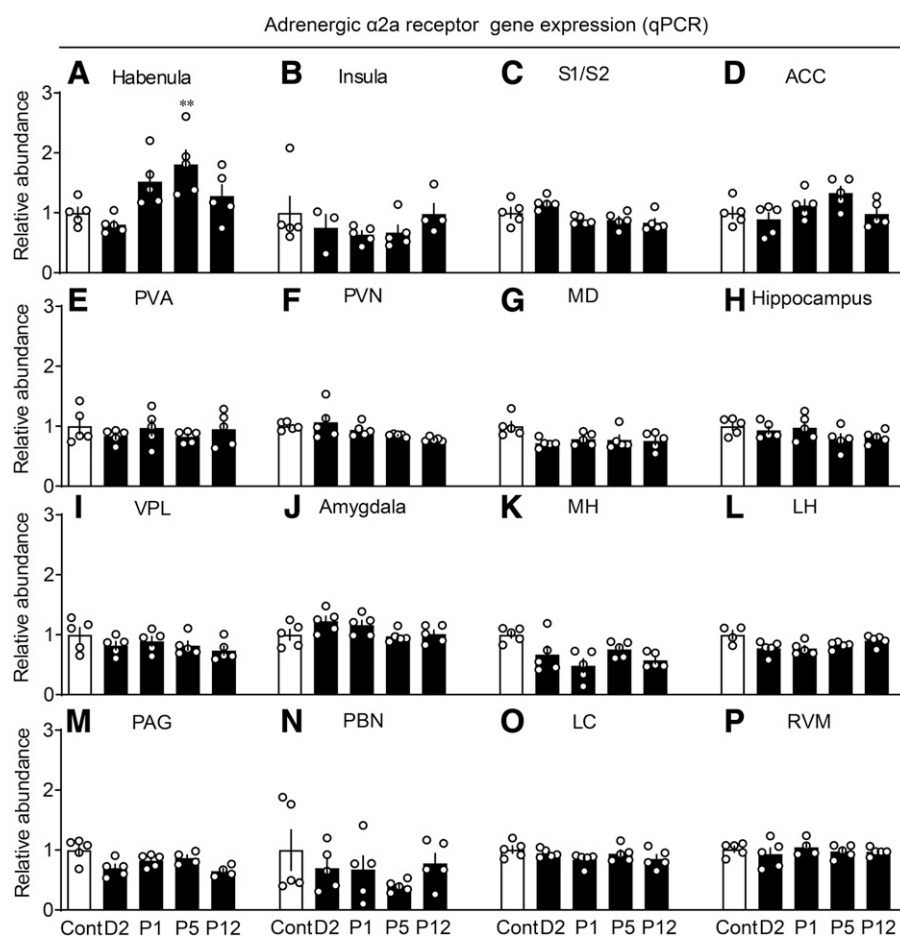 Adrenergic α2a receptor gene expression (qPCR)
A Habenula B Insula C S1/S2 D ACC
3
2
1
0
Relative abundance
**
E PVA F PVN G MD H Hippocampus
3
2
1
0
Relative abundance
I VPL J Amygdala K MH L LH
3
2
1
0
Relative abundance
M PAG N PBN O LC P RVM
3
2
1
0
Relative abundance
Cont D2 P1 P5 P12 Cont D2 P1 P5 P12 Cont D2 P1 P5 P12 Cont D2 P1 P5 P12